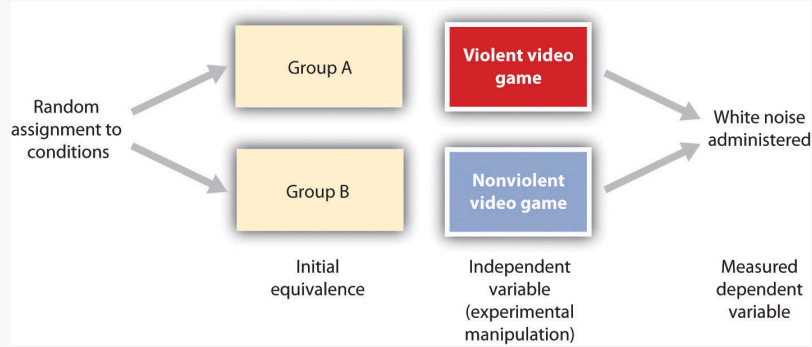 Random
assignment to
conditions
Group A
Group B
Initial
equivalence
Violent video
game
Nonviolent
video game
Independent
variable
(experimental
manipulation)
White noise
administered
Measured
dependent
variable